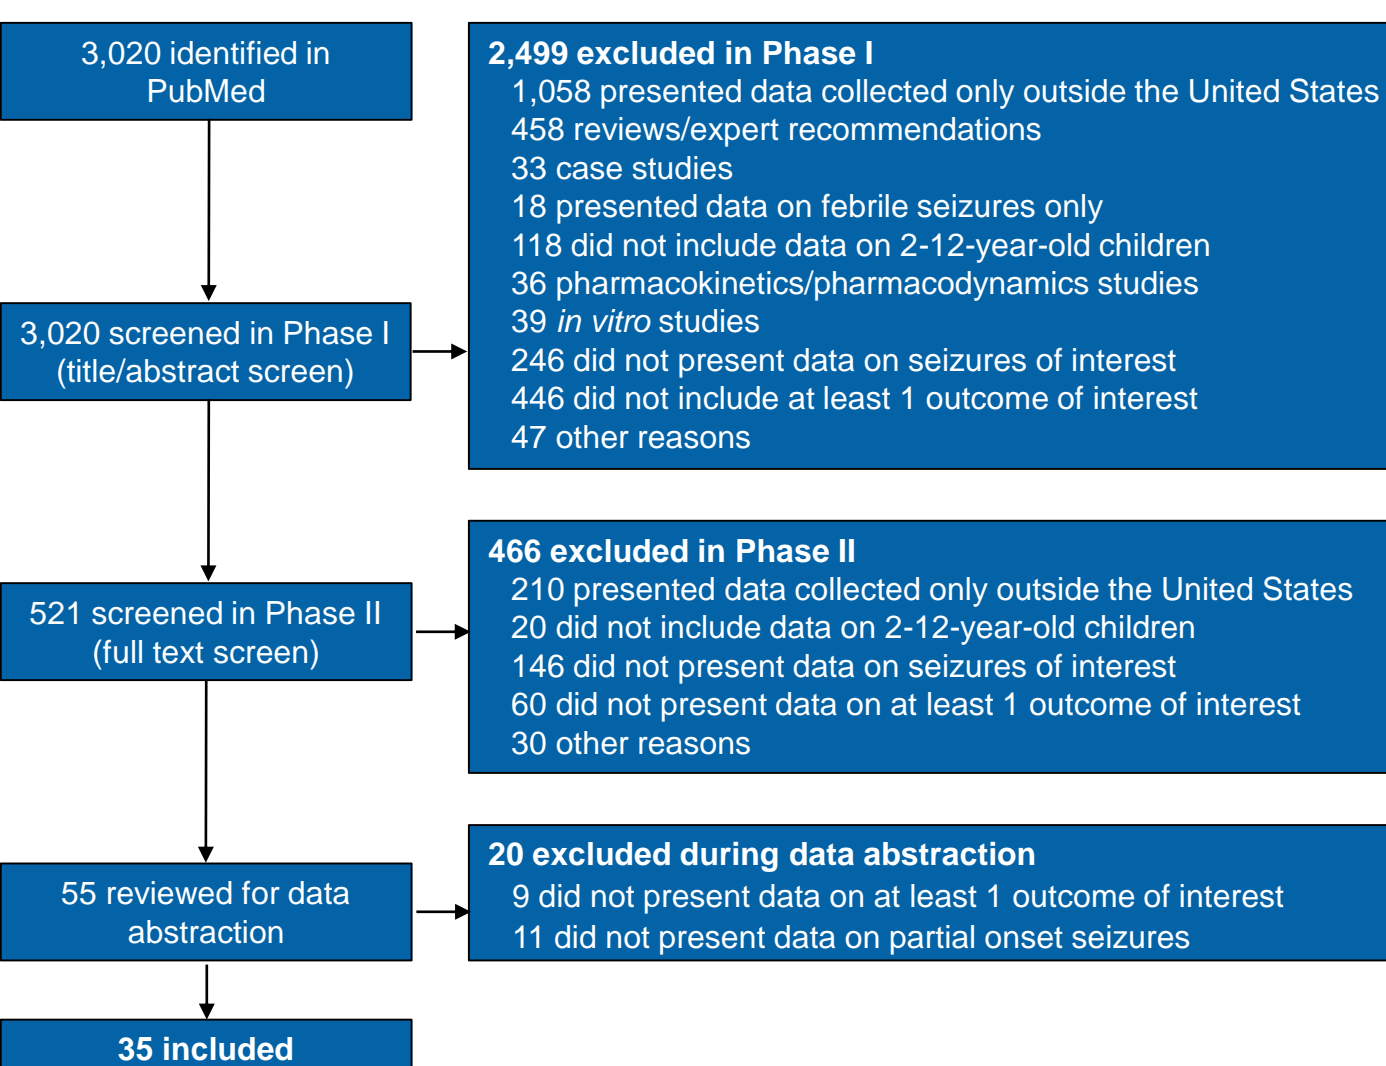 3,020 identified in
PubMed
2,499 excluded in Phase I
1,058 presented data collected only outside the United States
458 reviews/expert recommendations
33 case studies
18 presented data on febrile seizures only
118 did not include data on 2-12-year-old children
36 pharmacokinetics/pharmacodynamics studies
39 in vitro studies
246 did not present data on seizures of interest
446 did not include at least 1 outcome of interest
47 other reasons
3,020 screened in Phase I
(title/abstract screen)
466 excluded in Phase II
210 presented data collected only outside the United States
20 did not include data on 2-12-year-old children
146 did not present data on seizures of interest
60 did not present data on at least 1 outcome of interest
30 other reasons
521 screened in Phase II
(full text screen)
20 excluded during data abstraction
9 did not present data on at least 1 outcome of interest
11 did not present data on partial onset seizures
55 reviewed for data
abstraction
35 included